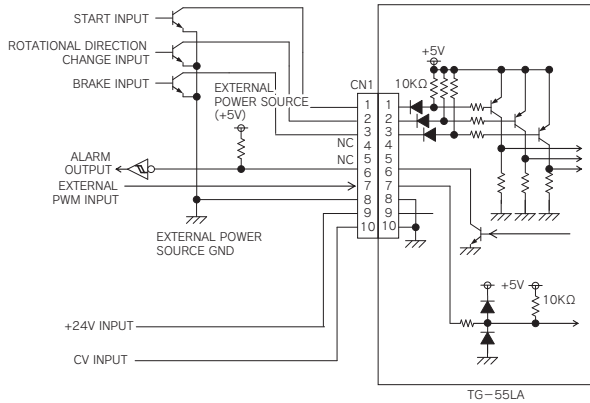 START INPUT
ROTATIONAL DIRECTION
CHANGE INPUT
BRAKE INPUT
EXTERNAL
POWER SOURCE
(+5V)
CN1
NC
NC
ALARM
OUTPUT
EXTERNAL
PWM INPUT
EXTERNAL POWER
SOURCE GND
+24V INPUT
CV INPUT
1 1
2 2
3 3
4 4
5 5
6 6
7 7
8 8
9 9
10 10
+5V
10KΩ
+5V
10KΩ
TG−55LA